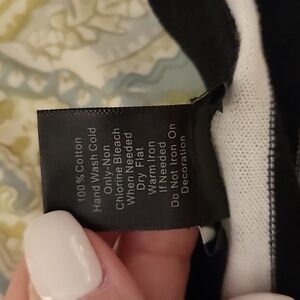 100% Cotton
Hand Wash Cold
Only-Non
Chlorine Bleach
When Needed
Dry Flat
Warm Iron
If Needed
Do Not Iron On
Decoration